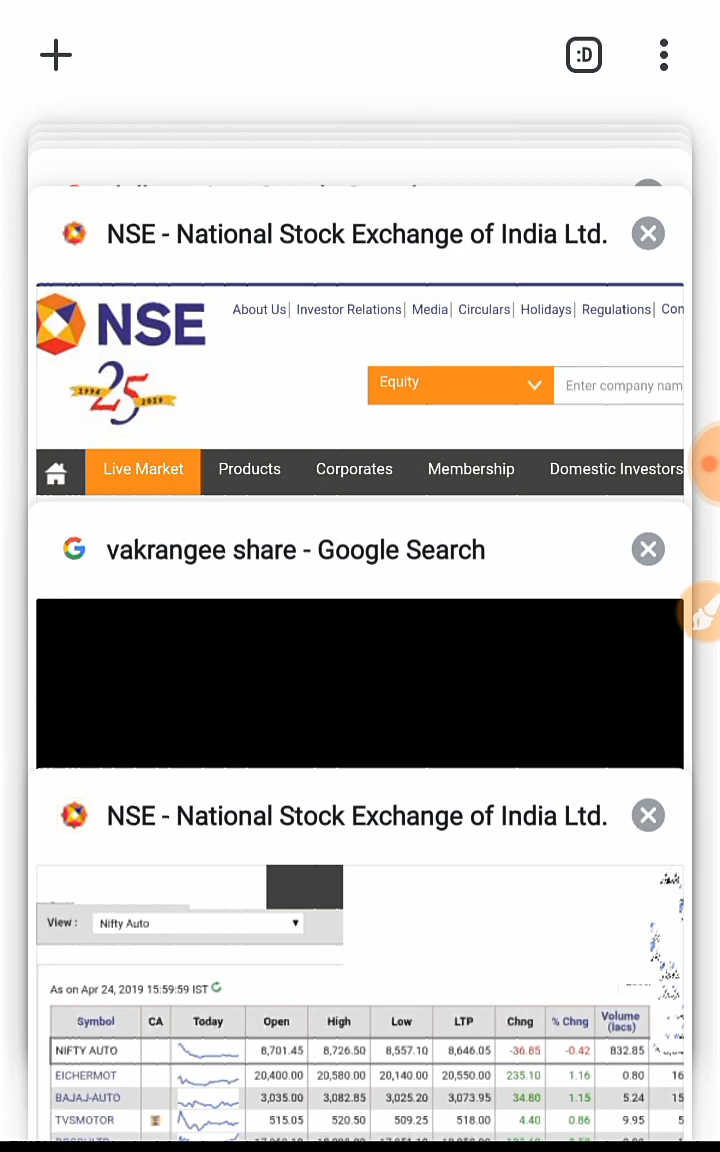 :D
NSE - National Stock Exchange of India Ltd.
About Us| Investor Relations| Media| Circulars| Holidays| Regulations| Con
NSE
1994 25 2019
Equity
Enter company nam
Live Market Products Corporates Membership Domestic Investors
vakrangee share - Google Search
NSE - National Stock Exchange of India Ltd.
View : Nifty Auto
As on Apr 24, 2019 15:59:59 IST
Symbol CA Today Open High Low LTP Chng % Chng Volume (lacs)
NIFTY AUTO 8,701.45 8,726.50 8,557.10 8,646.05 -36.85 -0.42 832.85
EICHERMOT 20,400.00 20,580.00 20,140.00 20,550.00 235.10 1.16 0.80 16
BAJAJ-AUTO 3,035.00 3,082.85 3,025.20 3,073.95 34.80 1.15 5.24 15
TVSMOTOR 515.05 520.50 509.25 518.00 4.40 0.86 9.95 5